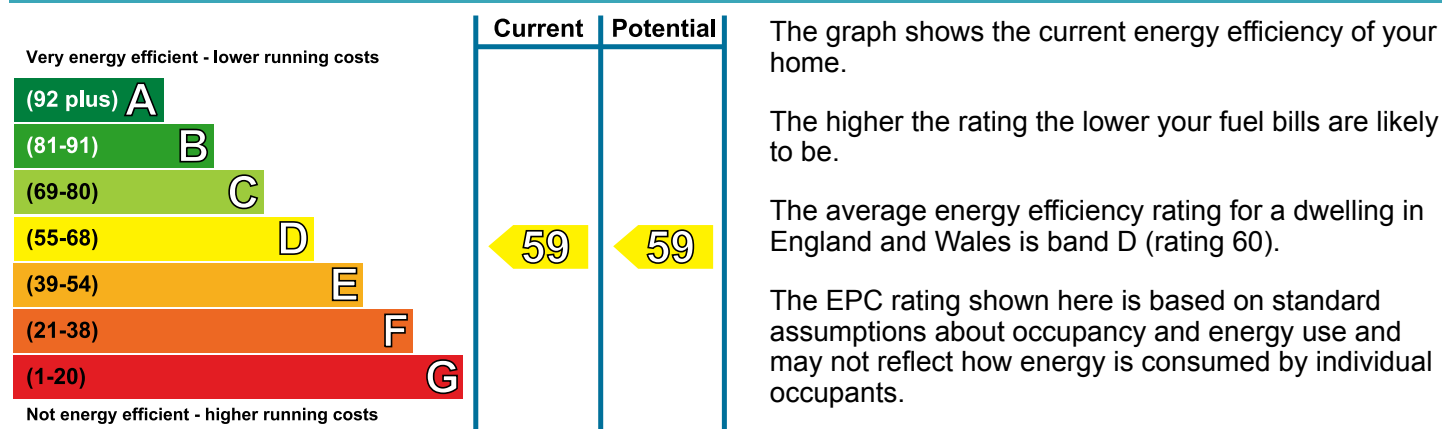 Current Potential
Very energy efficient - lower running costs
(92 plus) A
(81-91) B
(69-80) C
(55-68) D
59 59
(39-54) E
(21-38) F
(1-20) G
Not energy efficient - higher running costs
The graph shows the current energy efficiency of your
home.
The higher the rating the lower your fuel bills are likely
to be.
The average energy efficiency rating for a dwelling in
England and Wales is band D (rating 60).
The EPC rating shown here is based on standard
assumptions about occupancy and energy use and
may not reflect how energy is consumed by individual
occupants.